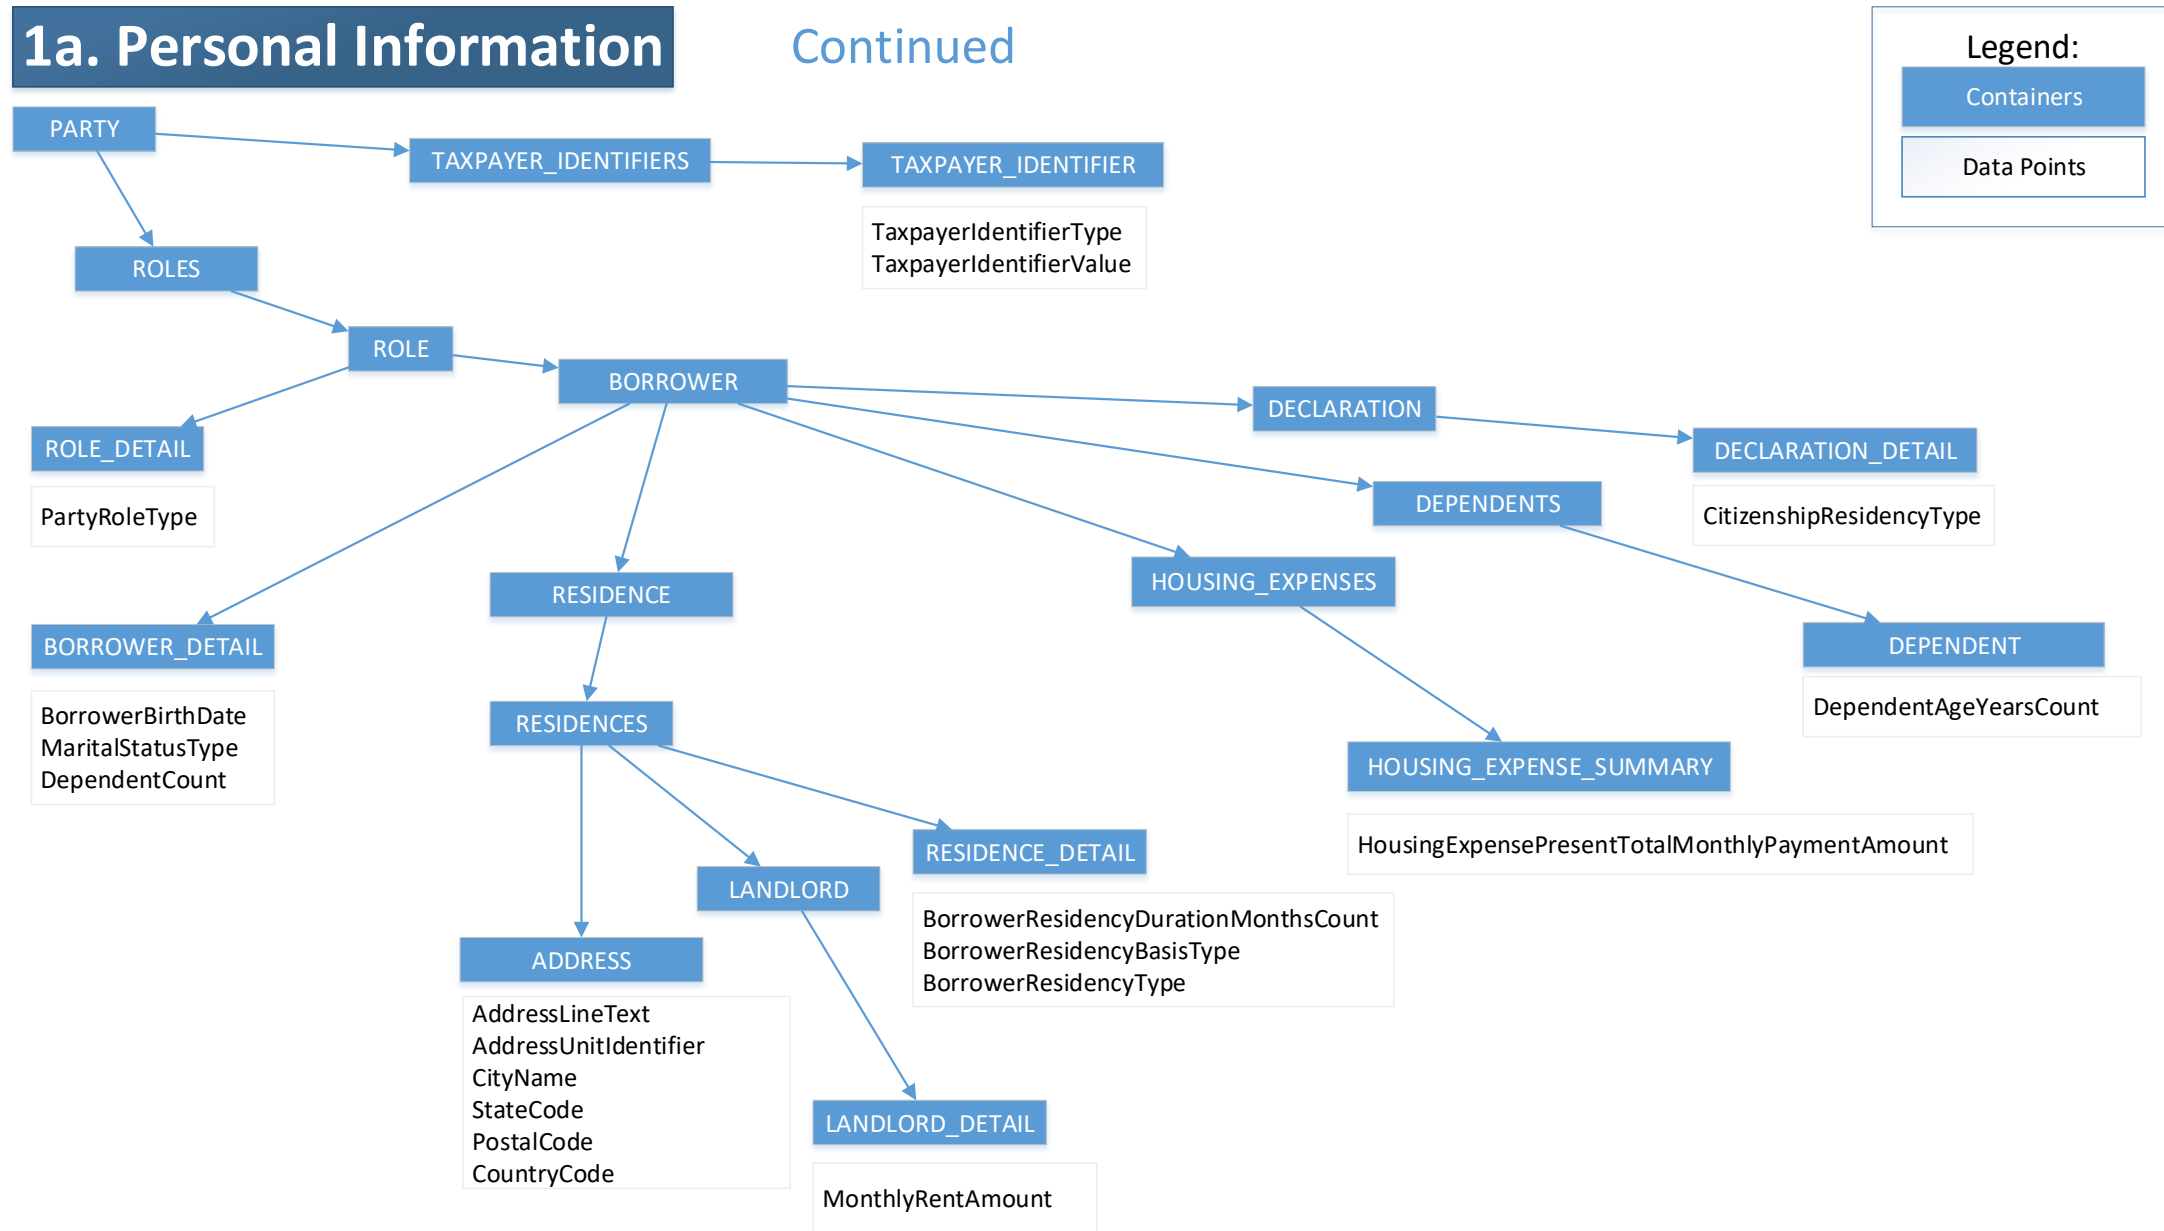 1a. Personal Information
Continued
Legend:
Containers
Data Points
PARTY
TAXPAYER_IDENTIFIERS
TAXPAYER_IDENTIFIER
TaxpayerIdentifierType
TaxpayerIdentifierValue
ROLES
ROLE
BORROWER
DECLARATION
ROLE_DETAIL
DECLARATION_DETAIL
PartyRoleType
DEPENDENTS
CitizenshipResidencyType
RESIDENCE
HOUSING_EXPENSES
BORROWER_DETAIL
DEPENDENT
BorrowerBirthDate
MaritalStatusType
DependentCount
RESIDENCES
DependentAgeYearsCount
HOUSING_EXPENSE_SUMMARY
HousingExpensePresentTotalMonthlyPaymentAmount
RESIDENCE_DETAIL
LANDLORD
BorrowerResidencyDurationMonthsCount
BorrowerResidencyBasisType
BorrowerResidencyType
ADDRESS
AddressLineText
AddressUnitIdentifier
CityName
StateCode
PostalCode
CountryCode
LANDLORD_DETAIL
MonthlyRentAmount